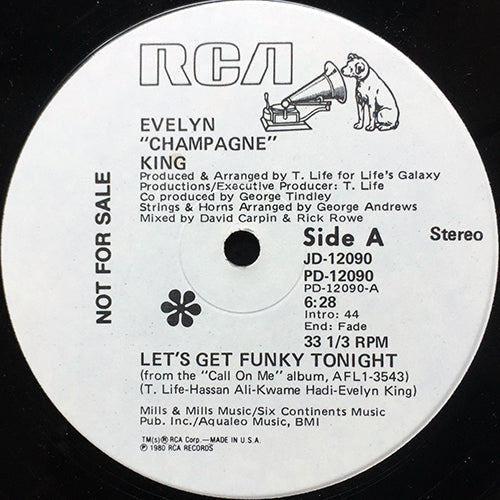 RCA
EVELYN
"CHAMPAGNE"
KING
Produced & Arranged by T. Life for Life's Galaxy
Productions/Executive Producer: T. Life
Co produced by George Tindley
Strings & Horns Arranged by George Andrews
Mixed by David Carpin & Rick Rowe
NOT FOR SALE
Side A
Stereo
JD-12090
PD-12090
PD-12090-A
6:28
Intro: 44
End: Fade
33 1/3 RPM
LET'S GET FUNKY TONIGHT
(from the "Call On Me" album, AFL1-3543)
(T. Life-Hassan Ali-Kwame Hadi-Evelyn King)
Mills & Mills Music/Six Continents Music
Pub. Inc./Aqualeo Music, BMI
TM(s)® RCA Corp.—MADE IN U.S.A.
℗ 1980 RCA RECORDS